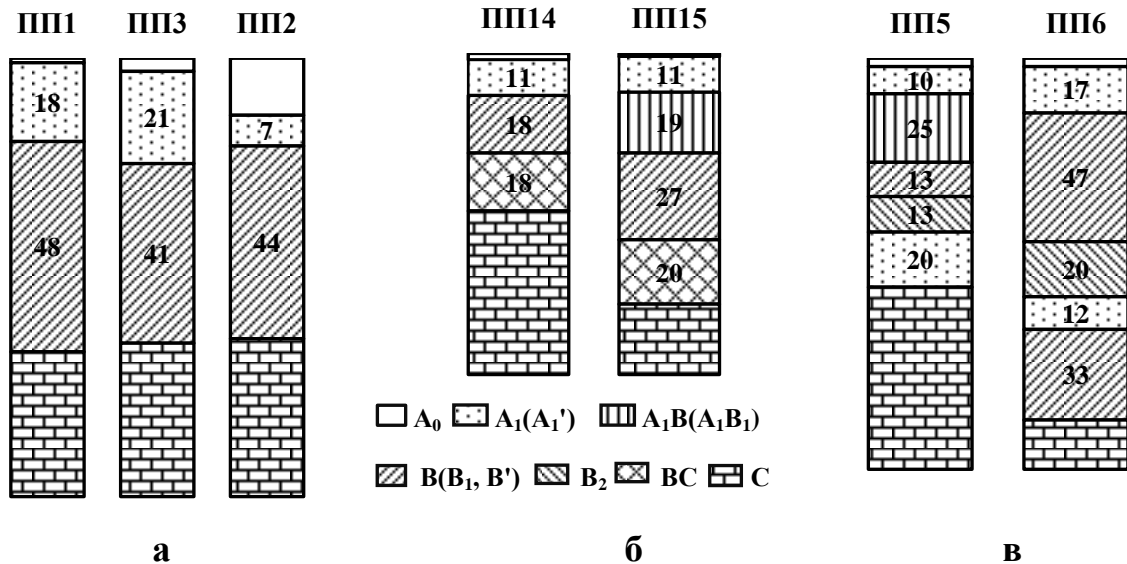 ПП1 ПП3 ПП2 ПП14 ПП15 ПП5 ПП6
18 21 7 11 11 10 17
48 41 44 18 19 25 47
18 27 13 20
20 13 12
20 33
A₀ A₁(A₁') A₁B(A₁B₁)
B(B₁, B') B₂ BC C
а б в